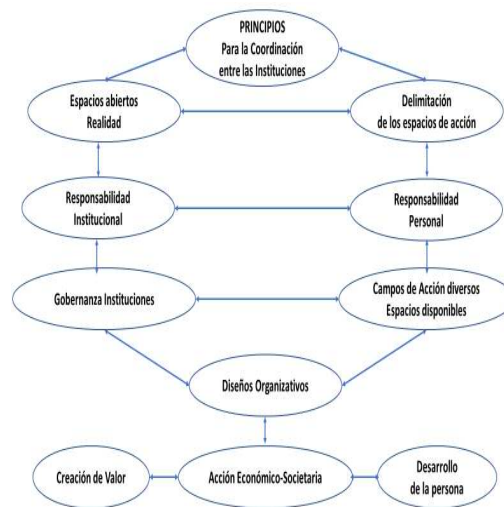 PRINCIPIOS
Para la Coordinación
entre las Instituciones
Espacios abiertos
Realidad
Delimitación
de los espacios de acción
Responsabilidad
Institucional
Responsabilidad
Personal
Gobernanza Instituciones
Campos de Acción diversos
Espacios disponibles
Diseños Organizativos
Creación de Valor
Acción Económico-Societaria
Desarrollo
de la persona